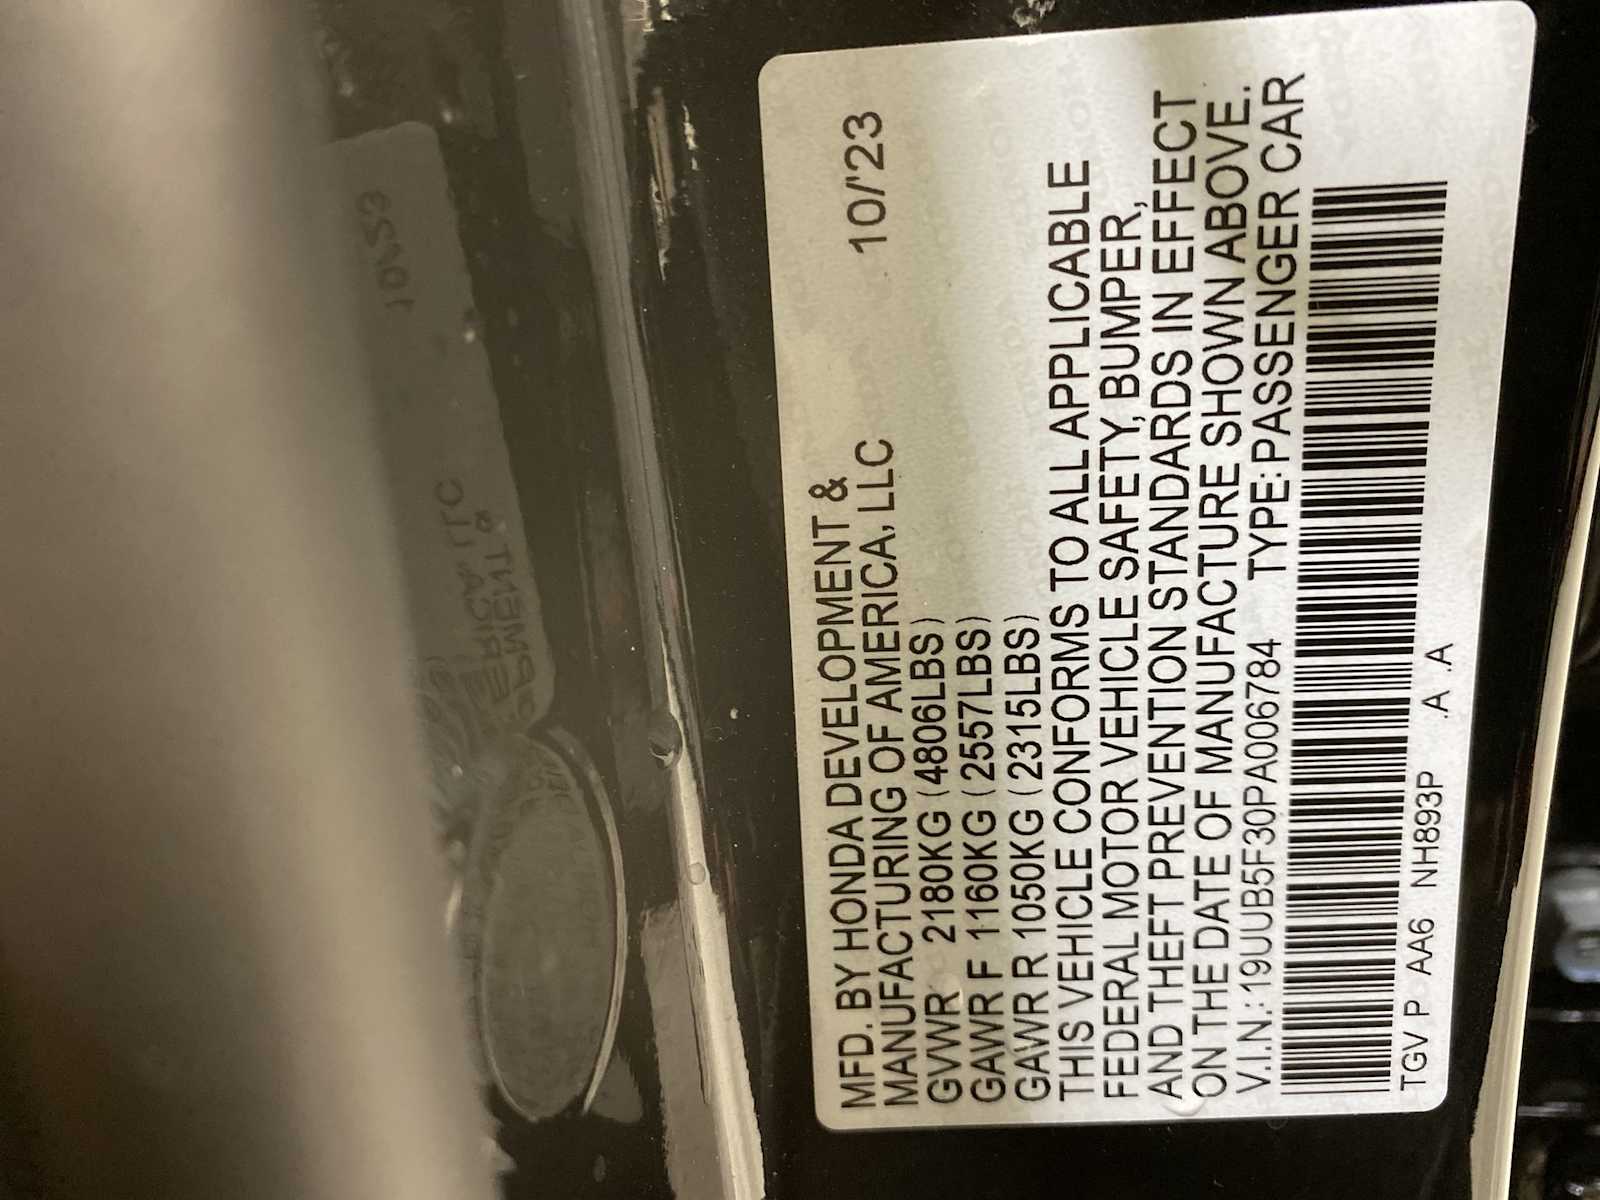 MFD. BY HONDA DEVELOPMENT &
MANUFACTURING OF AMERICA, LLC 10/'23
GVWR 2180KG (4806LBS)
GAWR F 1160KG (2557LBS)
GAWR R 1050KG (2315LBS)
THIS VEHICLE CONFORMS TO ALL APPLICABLE
FEDERAL MOTOR VEHICLE SAFETY, BUMPER,
AND THEFT PREVENTION STANDARDS IN EFFECT
ON THE DATE OF MANUFACTURE SHOWN ABOVE.
V.I.N.:19UUB5F30PA006784 TYPE:PASSENGER CAR
TGV P AA6 NH893P .A .A